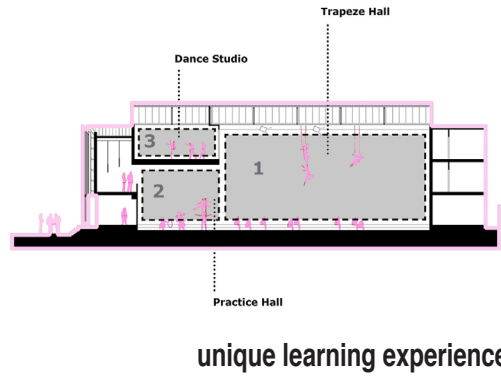 Trapeze Hall
Dance Studio
3
1
2
Practice Hall
unique learning experience